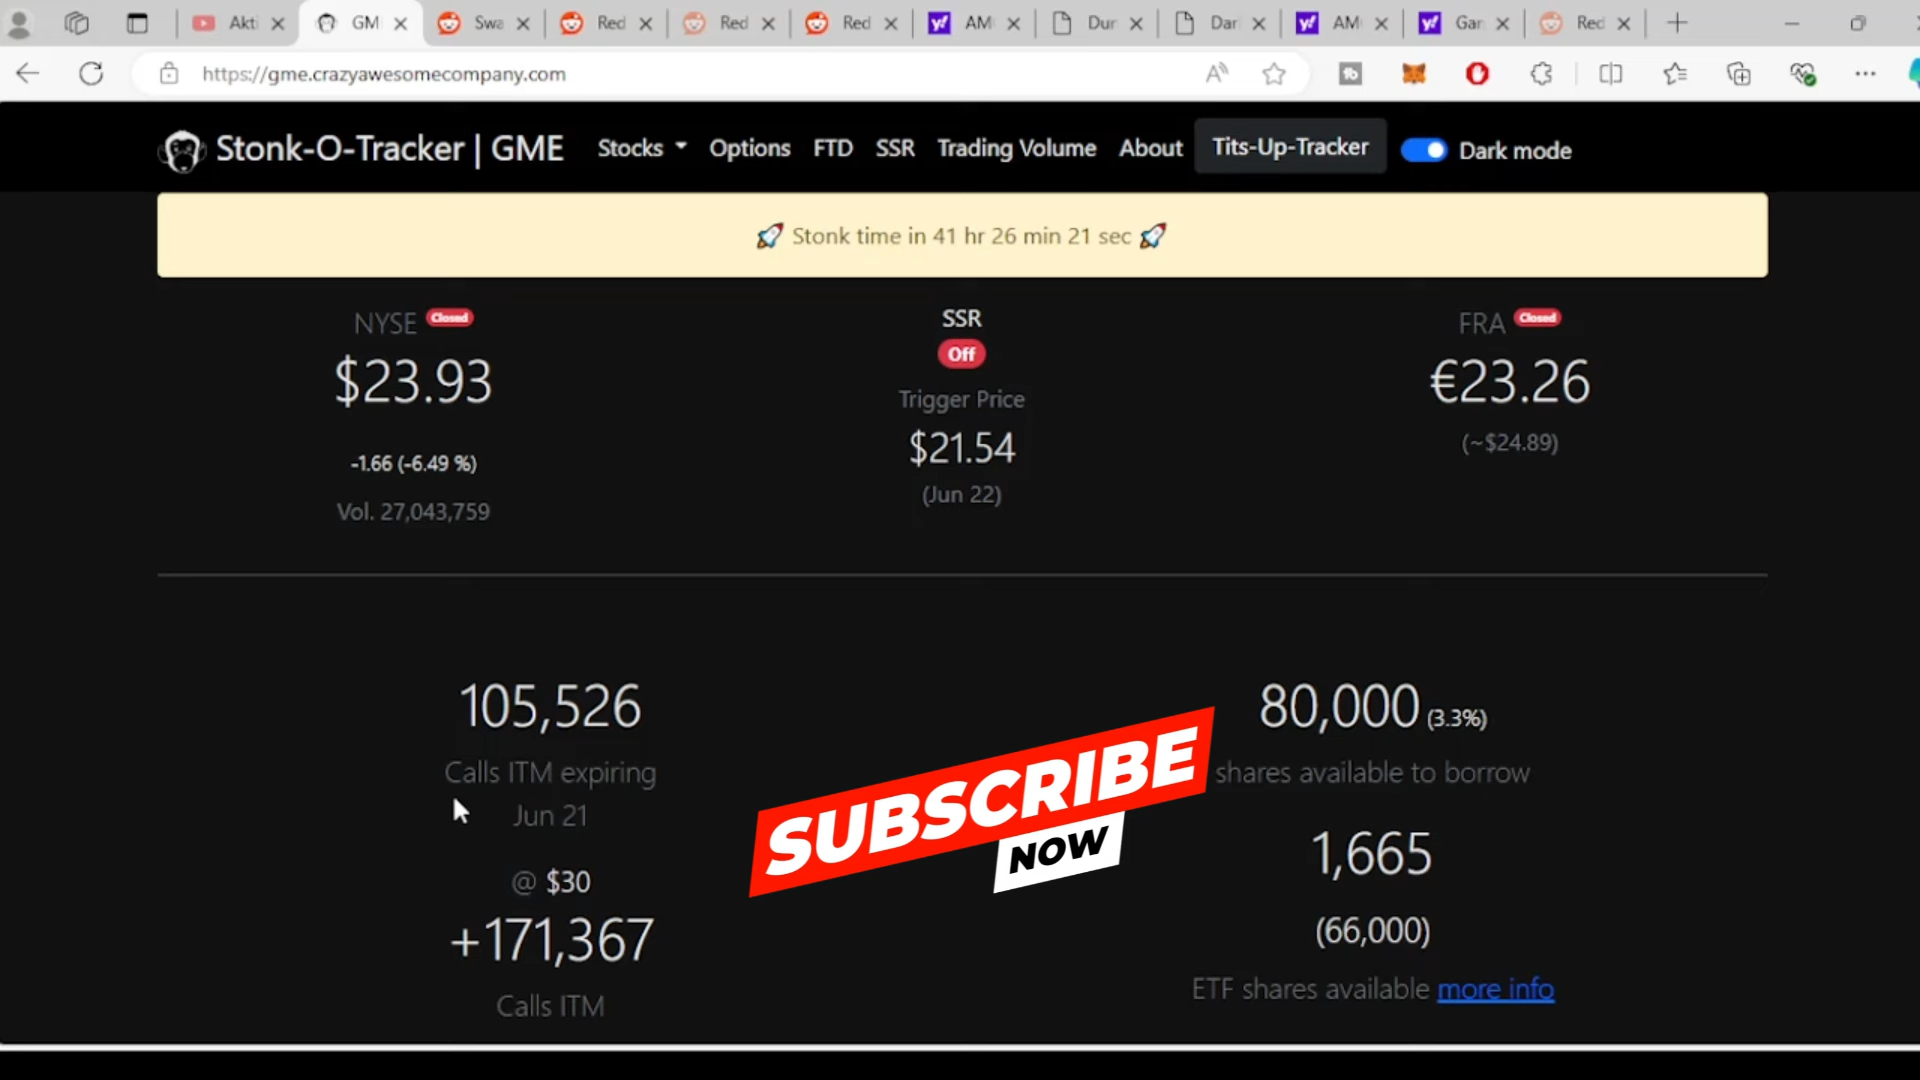 Akti
GM
Swa
Red
Red
Red
AM
Dur
Dar
AM
Gar
Red
https://gme.crazyawesomecompany.com
Stonk-O-Tracker | GME
Stocks
Options
FTD
SSR
Trading Volume
About
Tits-Up-Tracker
Dark mode
🚀 Stonk time in 41 hr 26 min 21 sec 🚀
NYSE Closed
$23.93
-1.66 (-6.49 %)
Vol. 27,043,759
SSR
Off
Trigger Price
$21.54
(Jun 22)
FRA Closed
€23.26
(~$24.89)
105,526
Calls ITM expiring
Jun 21
@ $30
+171,367
Calls ITM
SUBSCRIBE
NOW
80,000 (3.3%)
shares available to borrow
1,665
(66,000)
ETF shares available more info